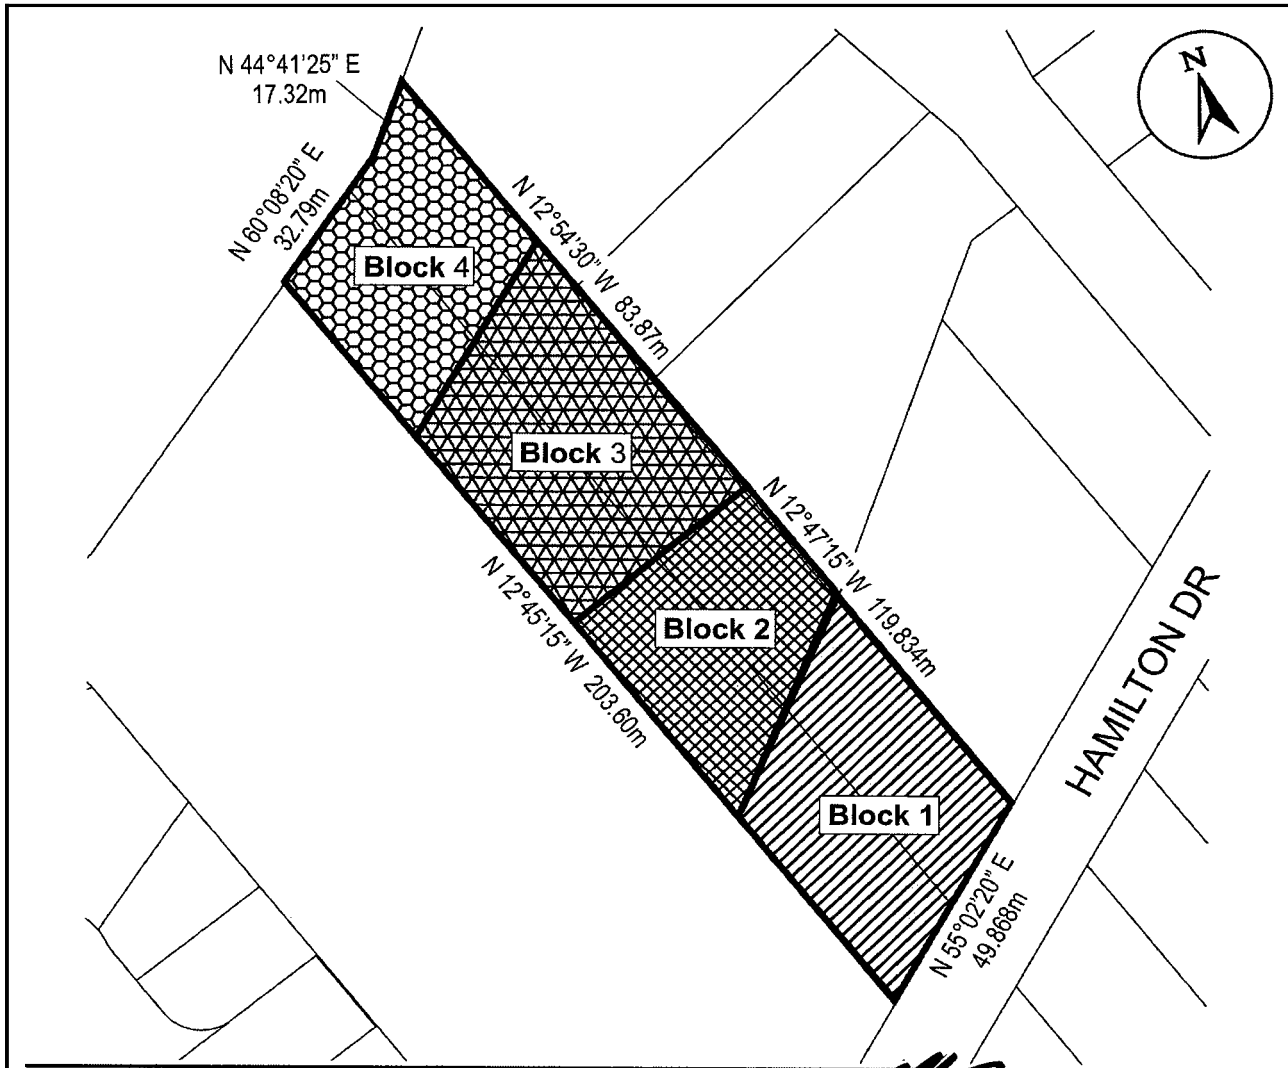 N 44°41'25" E
17.32m
N
N 60°08'20" E
32.79m
N 12°54'30" W 83.87m
Block 4
Block 3
N 12°47'15" W 119.834m
N 12°45'15" W 203.60m
Block 2
HAMILTON DR
Block 1
N 55°02'20" E
49.868m